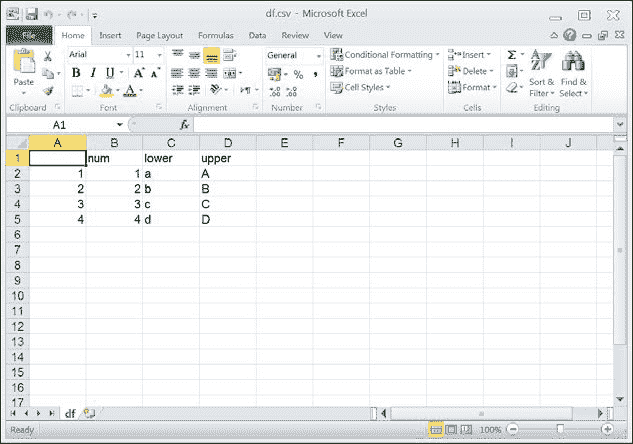 df.csv - Microsoft Excel
File Home Insert Page Layout Formulas Data Review View
Arial 11 General Conditional Formatting Insert Σ
Paste B I U A A $ % , Format as Table Delete Sort & Filter Find & Select
.00 .0 Cell Styles Format
Clipboard Font Alignment Number Styles Cells Editing
A1 fx
A B C D E F G H I J
1 num lower upper
2 1 1 a A
3 2 2 b B
4 3 3 c C
5 4 4 d D
6
7
8
9
10
11
12
13
14
15
16
17
df
Ready 100%